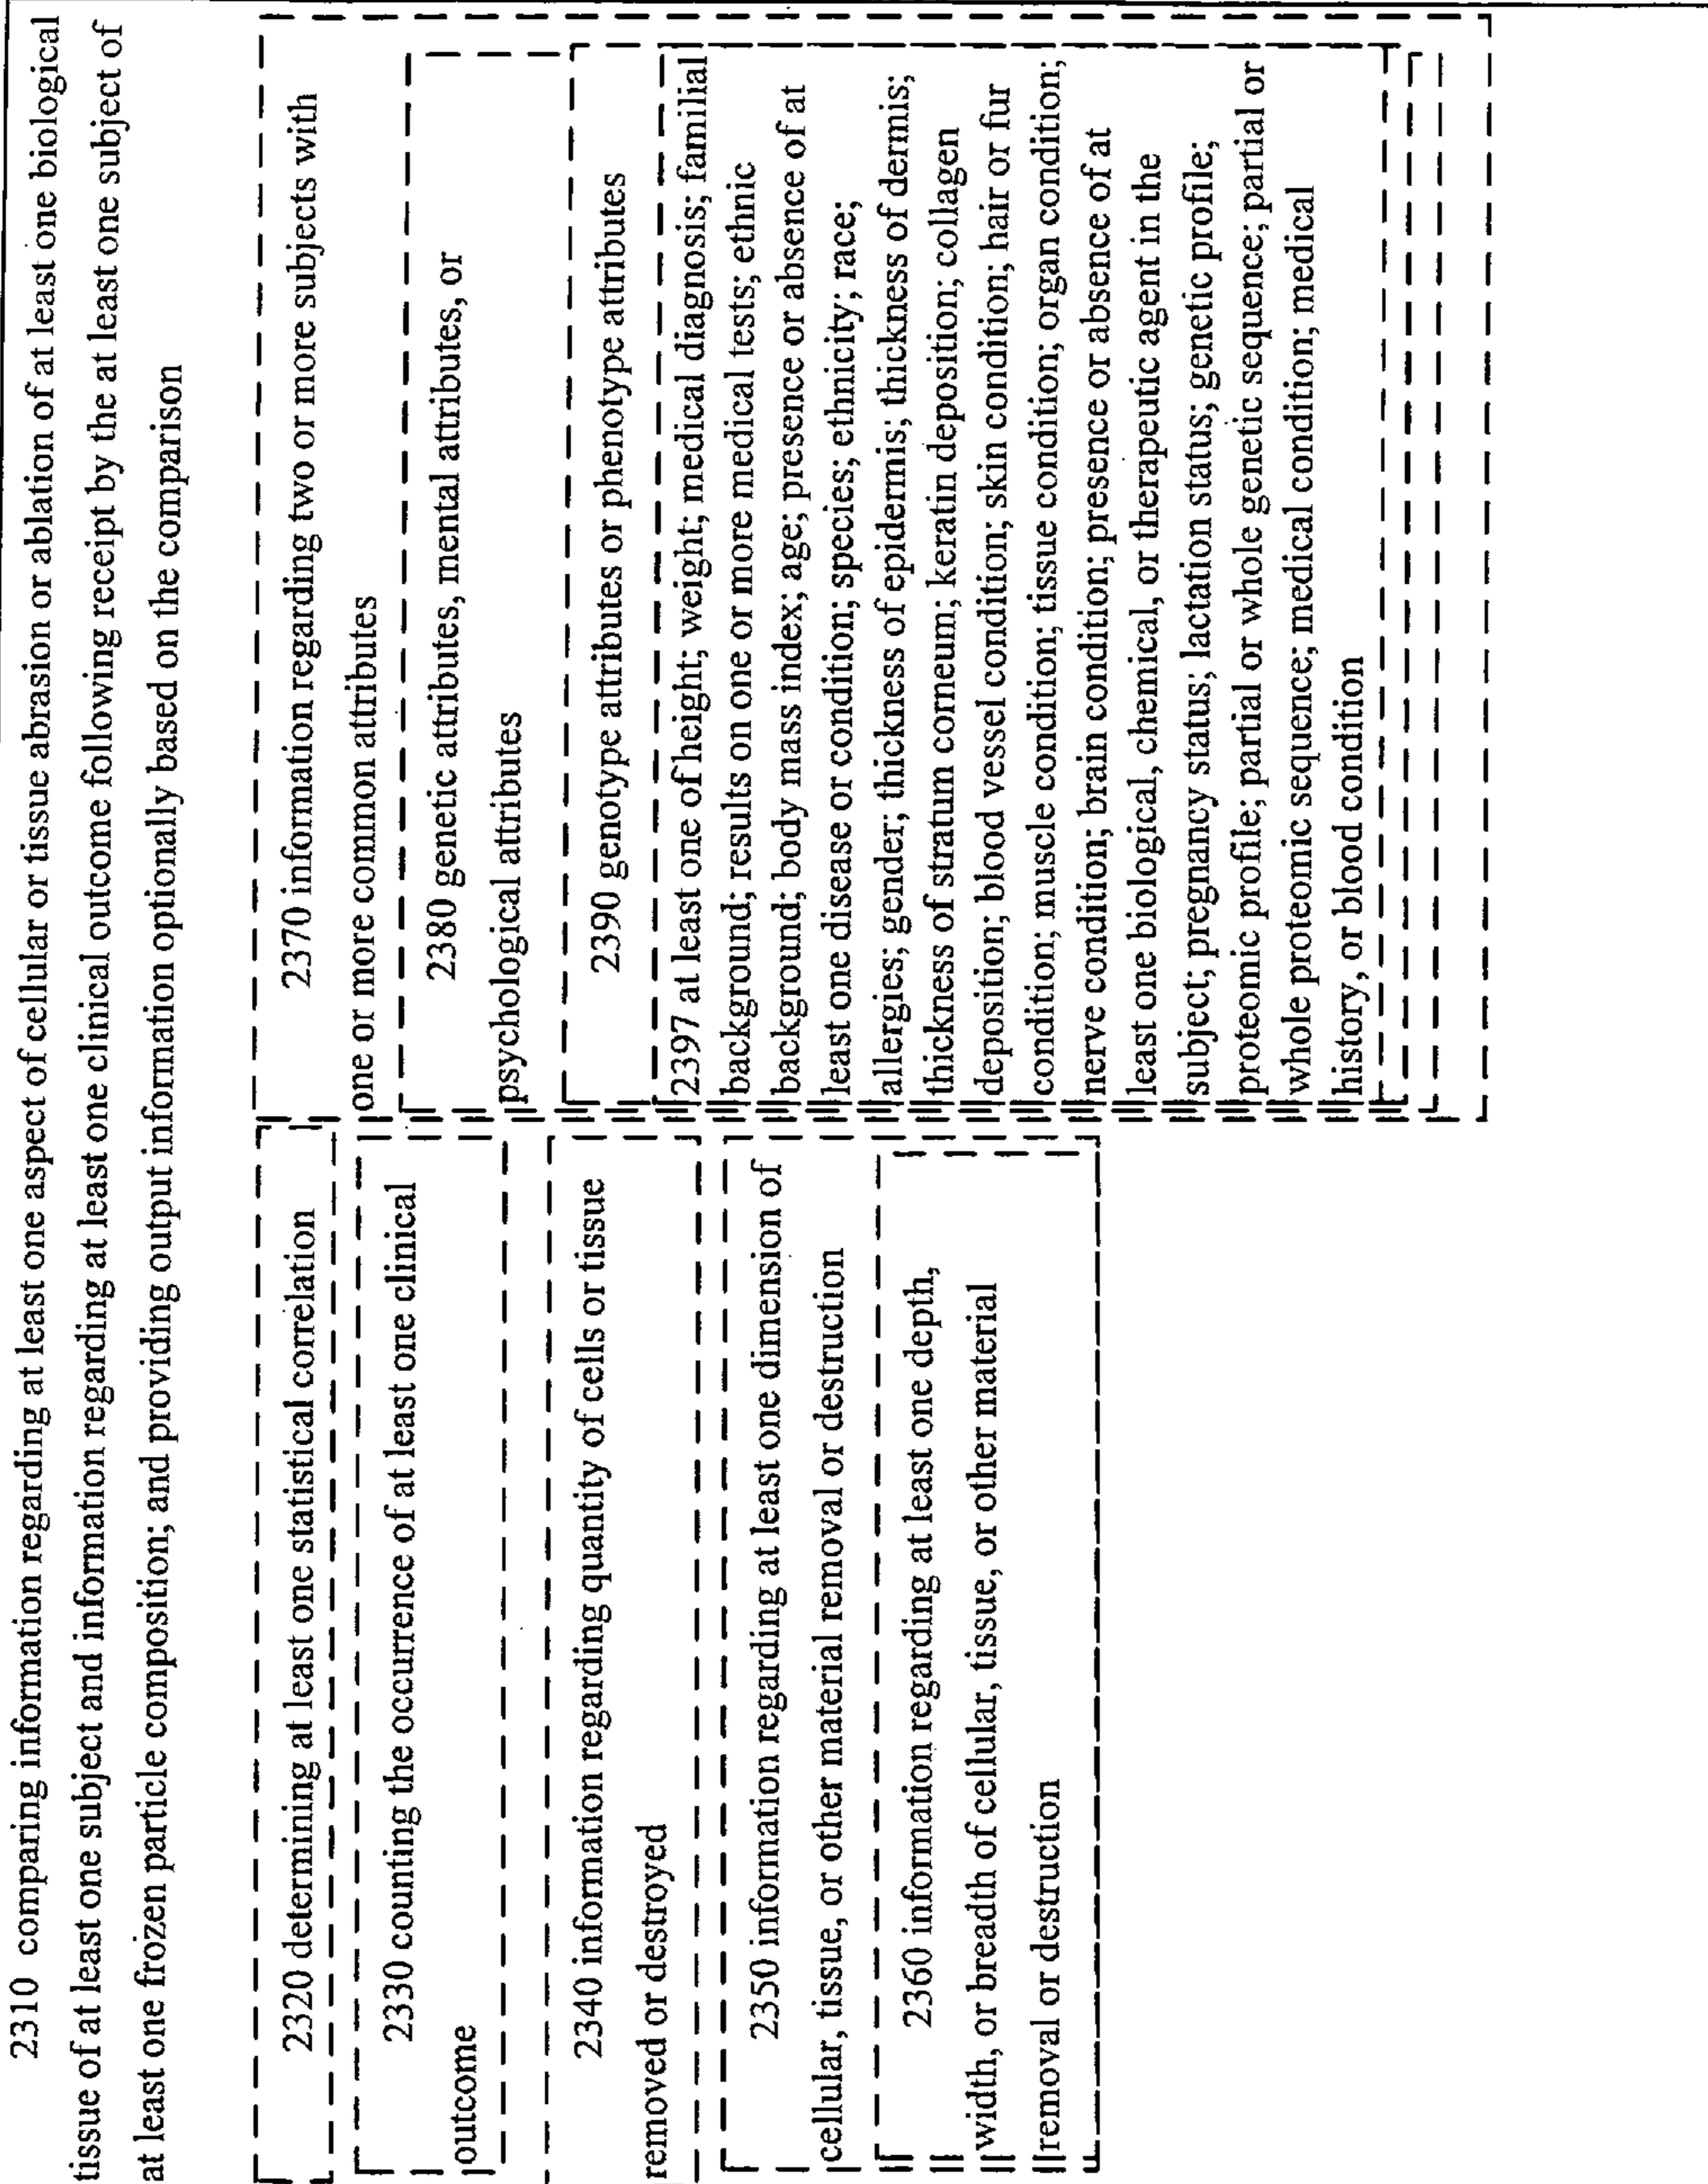 2310 comparing information regarding at least one aspect of cellular or tissue abrasion or ablation of at least one biological
tissue of at least one subject and information regarding at least one clinical outcome following receipt by the at least one subject of
at least one frozen particle composition; and providing output information optionally based on the comparison
2320 determining at least one statistical correlation
2330 counting the occurrence of at least one clinical
outcome
2340 information regarding quantity of cells or tissue
removed or destroyed
2350 information regarding at least one dimension of
cellular, tissue, or other material removal or destruction
2360 information regarding at least one depth,
width, or breadth of cellular, tissue, or other material
removal or destruction
2370 information regarding two or more subjects with
one or more common attributes
2380 genetic attributes, mental attributes, or
psychological attributes
2390 genotype attributes or phenotype attributes
2397 at least one of height; weight; medical diagnosis; familial
background; results on one or more medical tests; ethnic
background; body mass index; age; presence or absence of at
least one disease or condition; species; ethnicity; race;
allergies; gender; thickness of epidermis; thickness of dermis;
thickness of stratum corneum; keratin deposition; collagen
deposition; blood vessel condition; skin condition; hair or fur
condition; muscle condition; tissue condition; organ condition;
nerve condition; brain condition; presence or absence of at
least one biological, chemical, or therapeutic agent in the
subject; pregnancy status; lactation status; genetic profile;
proteomic profile; partial or whole genetic sequence; partial or
whole proteomic sequence; medical condition; medical
history, or blood condition